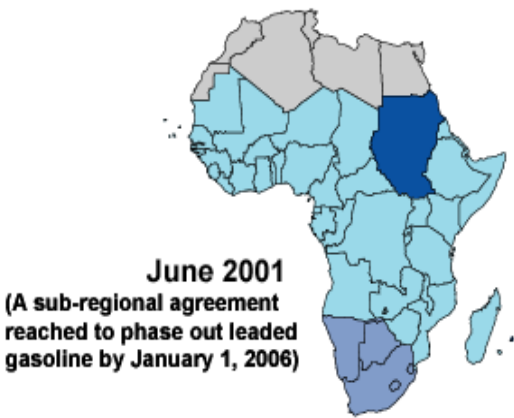 June 2001
(A sub-regional agreement
reached to phase out leaded
gasoline by January 1, 2006)